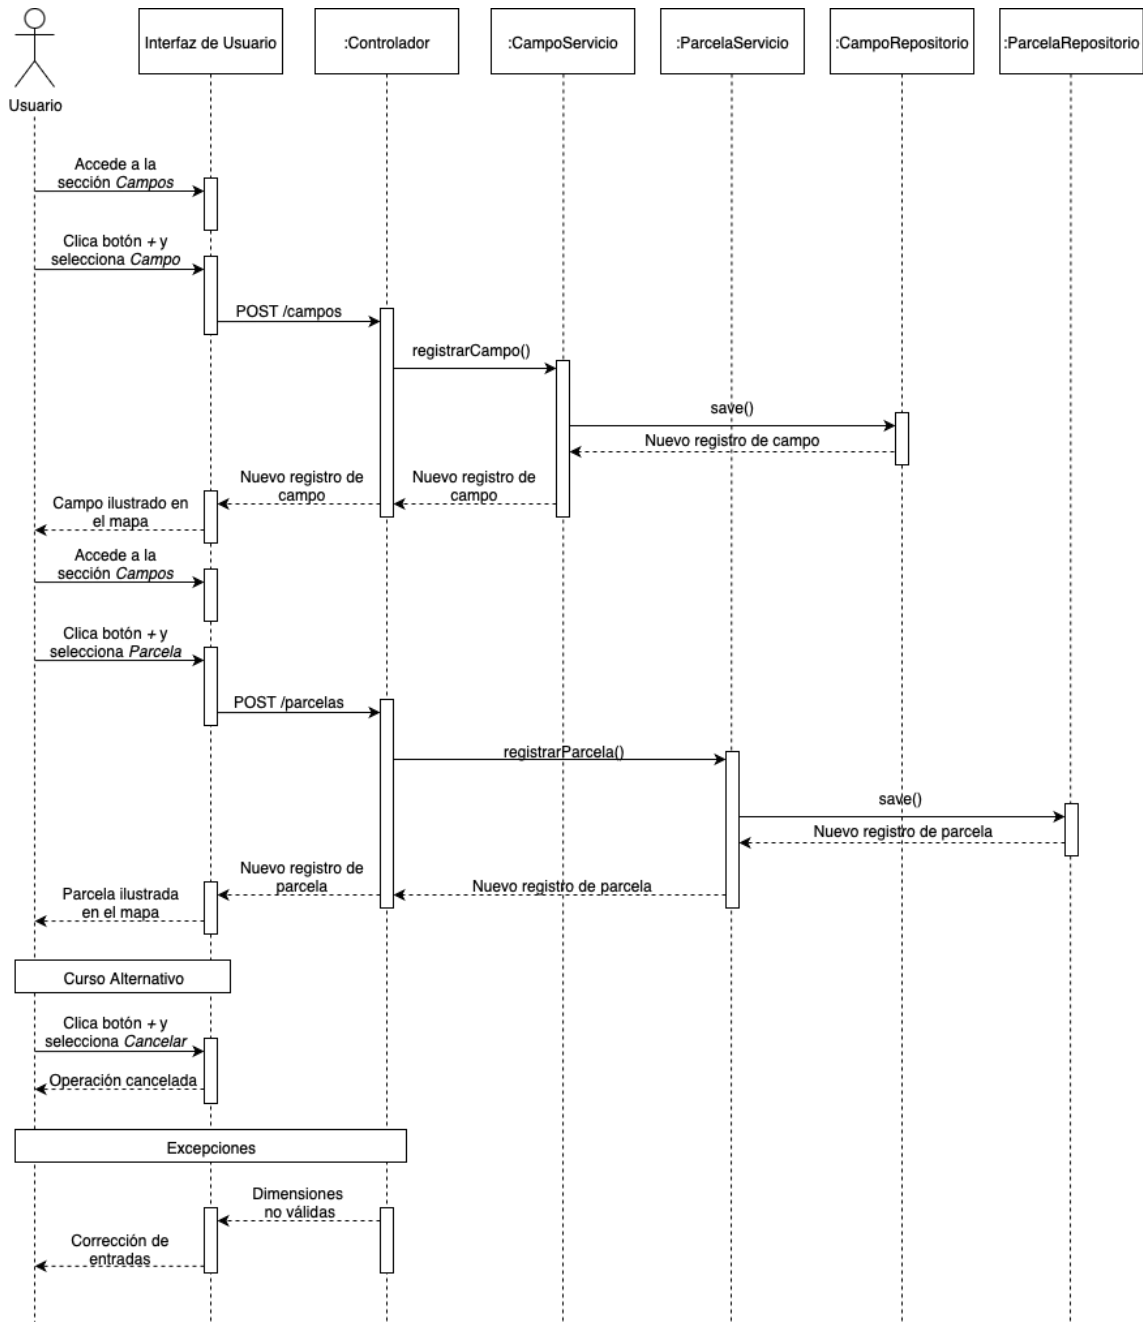 Interfaz de Usuario
:Controlador
:CampoServicio
:ParcelaServicio
:CampoRepositorio
:ParcelaRepositorio
Usuario
Accede a la
sección Campos
Clica botón + y
selecciona Campo
POST /campos
registrarCampo()
save()
Nuevo registro de campo
Nuevo registro de
campo
Nuevo registro de
campo
Campo ilustrado en
el mapa
Accede a la
sección Campos
Clica botón + y
selecciona Parcela
POST /parcelas
registrarParcela()
save()
Nuevo registro de parcela
Nuevo registro de
parcela
Nuevo registro de parcela
Parcela ilustrada
en el mapa
Curso Alternativo
Clica botón + y
selecciona Cancelar
Operación cancelada
Excepciones
Dimensiones
no válidas
Corrección de
entradas